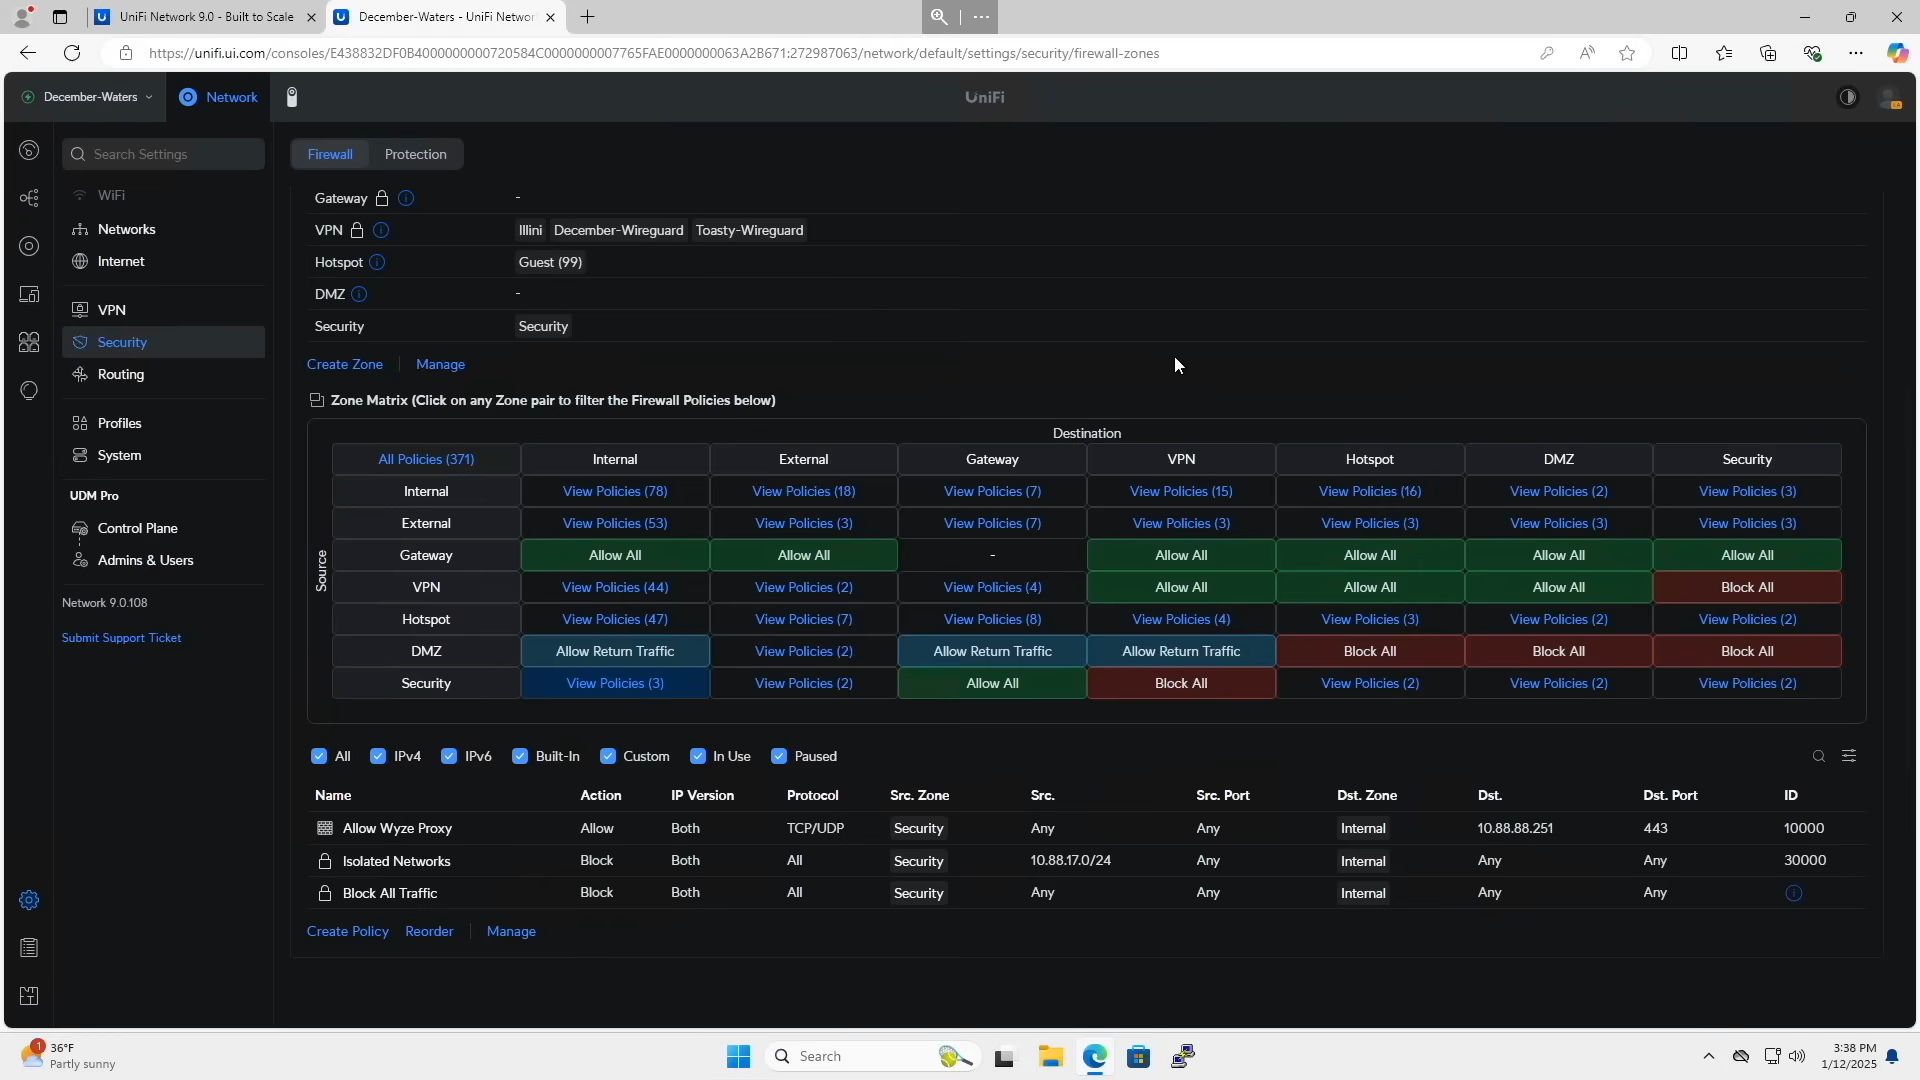 UniFi Network 9.0 - Built to Scale
December-Waters - UniFi Networ
https://unifi.ui.com/consoles/E438832DF0B4000000000720584C0000000007765FAE0000000063A2B671:272987063/network/default/settings/security/firewall-zones
December-Waters
Network
UniFi
Search Settings
WiFi
Networks
Internet
VPN
Security
Routing
Profiles
System
UDM Pro
Control Plane
Admins & Users
Network 9.0.108
Submit Support Ticket
Firewall Protection
Gateway -
VPN Illini December-Wireguard Toasty-Wireguard
Hotspot Guest (99)
DMZ -
Security Security
Create Zone Manage
Zone Matrix (Click on any Zone pair to filter the Firewall Policies below)
Destination
Source
All Policies (371) Internal External Gateway VPN Hotspot DMZ Security
Internal View Policies (78) View Policies (18) View Policies (7) View Policies (15) View Policies (16) View Policies (2) View Policies (3)
External View Policies (53) View Policies (3) View Policies (7) View Policies (3) View Policies (3) View Policies (3) View Policies (3)
Gateway Allow All Allow All - Allow All Allow All Allow All Allow All
VPN View Policies (44) View Policies (2) View Policies (4) Allow All Allow All Allow All Block All
Hotspot View Policies (47) View Policies (7) View Policies (8) View Policies (4) View Policies (3) View Policies (2) View Policies (2)
DMZ Allow Return Traffic View Policies (2) Allow Return Traffic Allow Return Traffic Block All Block All Block All
Security View Policies (3) View Policies (2) Allow All Block All View Policies (2) View Policies (2) View Policies (2)
All IPv4 IPv6 Built-In Custom In Use Paused
Name Action IP Version Protocol Src. Zone Src. Src. Port Dst. Zone Dst. Dst. Port ID
Allow Wyze Proxy Allow Both TCP/UDP Security Any Any Internal 10.88.88.251 443 10000
Isolated Networks Block Both All Security 10.88.17.0/24 Any Internal Any Any 30000
Block All Traffic Block Both All Security Any Any Internal Any Any
Create Policy Reorder Manage
1
36°F
Partly sunny
Search
3:38 PM
1/12/2025